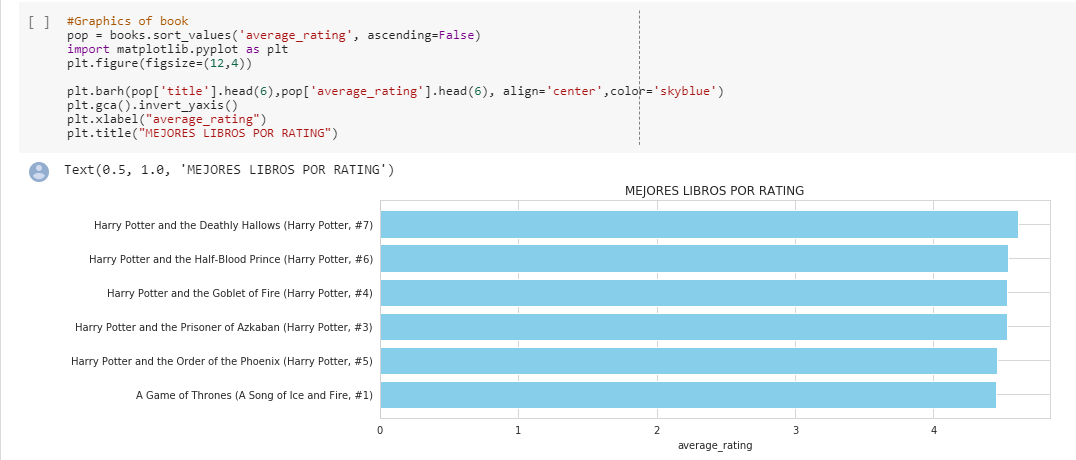 [ ] #Graphics of book
pop = books.sort_values('average_rating', ascending=False)
import matplotlib.pyplot as plt
plt.figure(figsize=(12,4))
plt.barh(pop['title'].head(6),pop['average_rating'].head(6), align='center',color='skyblue')
plt.gca().invert_yaxis()
plt.xlabel("average_rating")
plt.title("MEJORES LIBROS POR RATING")
Text(0.5, 1.0, 'MEJORES LIBROS POR RATING')
MEJORES LIBROS POR RATING
Harry Potter and the Deathly Hallows (Harry Potter, #7)
Harry Potter and the Half-Blood Prince (Harry Potter, #6)
Harry Potter and the Goblet of Fire (Harry Potter, #4)
Harry Potter and the Prisoner of Azkaban (Harry Potter, #3)
Harry Potter and the Order of the Phoenix (Harry Potter, #5)
A Game of Thrones (A Song of Ice and Fire, #1)
0 1 2 3 4
average_rating